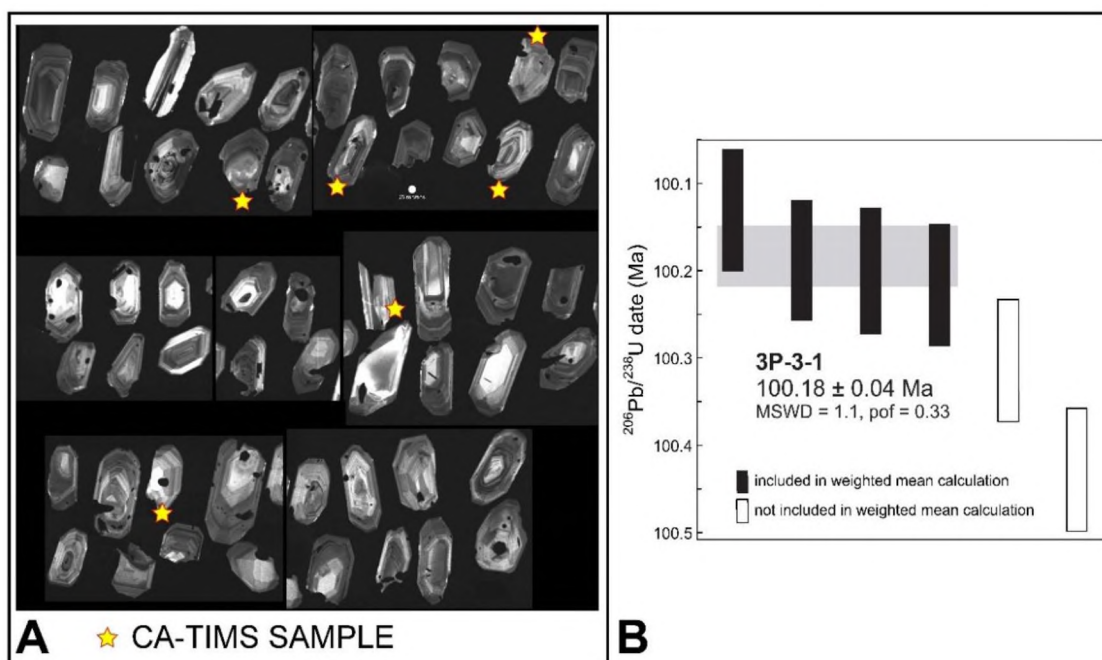 A
CA-TIMS SAMPLE
²⁰⁶Pb/²³⁸U date (Ma)
100.1
100.2
100.3
100.4
100.5
3P-3-1
100.18 ± 0.04 Ma
MSWD = 1.1, pof = 0.33
included in weighted mean calculation
not included in weighted mean calculation
B